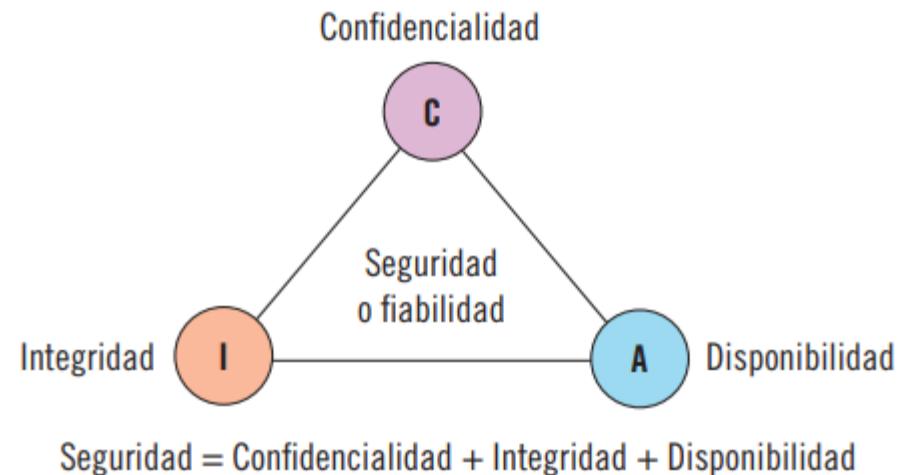 Confidencialidad
C
Seguridad
o fiabilidad
Integridad
I
A
Disponibilidad
Seguridad = Confidencialidad + Integridad + Disponibilidad